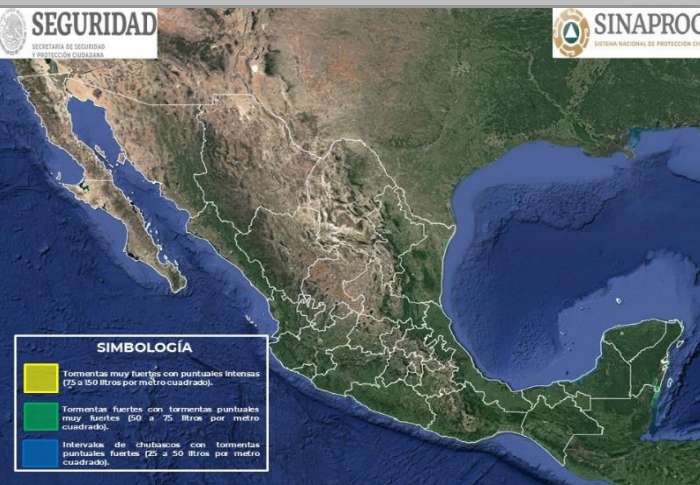 SEGURIDAD
SECRETARÍA DE SEGURIDAD
Y PROTECCIÓN CIUDADANA
SINAPROC
SISTEMA NACIONAL DE PROTECCIÓN CI
SIMBOLOGÍA
Tormentas muy fuertes con puntuales intensas
(75 a 150 litros por metro cuadrado).
Tormentas fuertes con tormentas puntuales
muy fuertes (50 a 75 litros por metro
cuadrado).
Intervalos de chubascos con tormentas
puntuales fuertes (25 a 50 litros por metro
cuadrado).